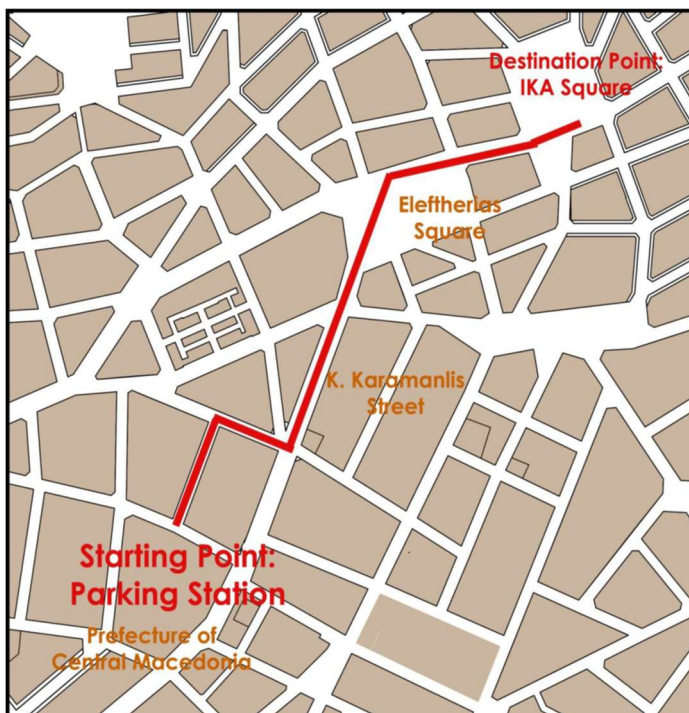 Destination Point:
IKA Square
Eleftherias
Square
K. Karamanlis
Street
Starting Point:
Parking Station
Prefecture of
Central Macedonia